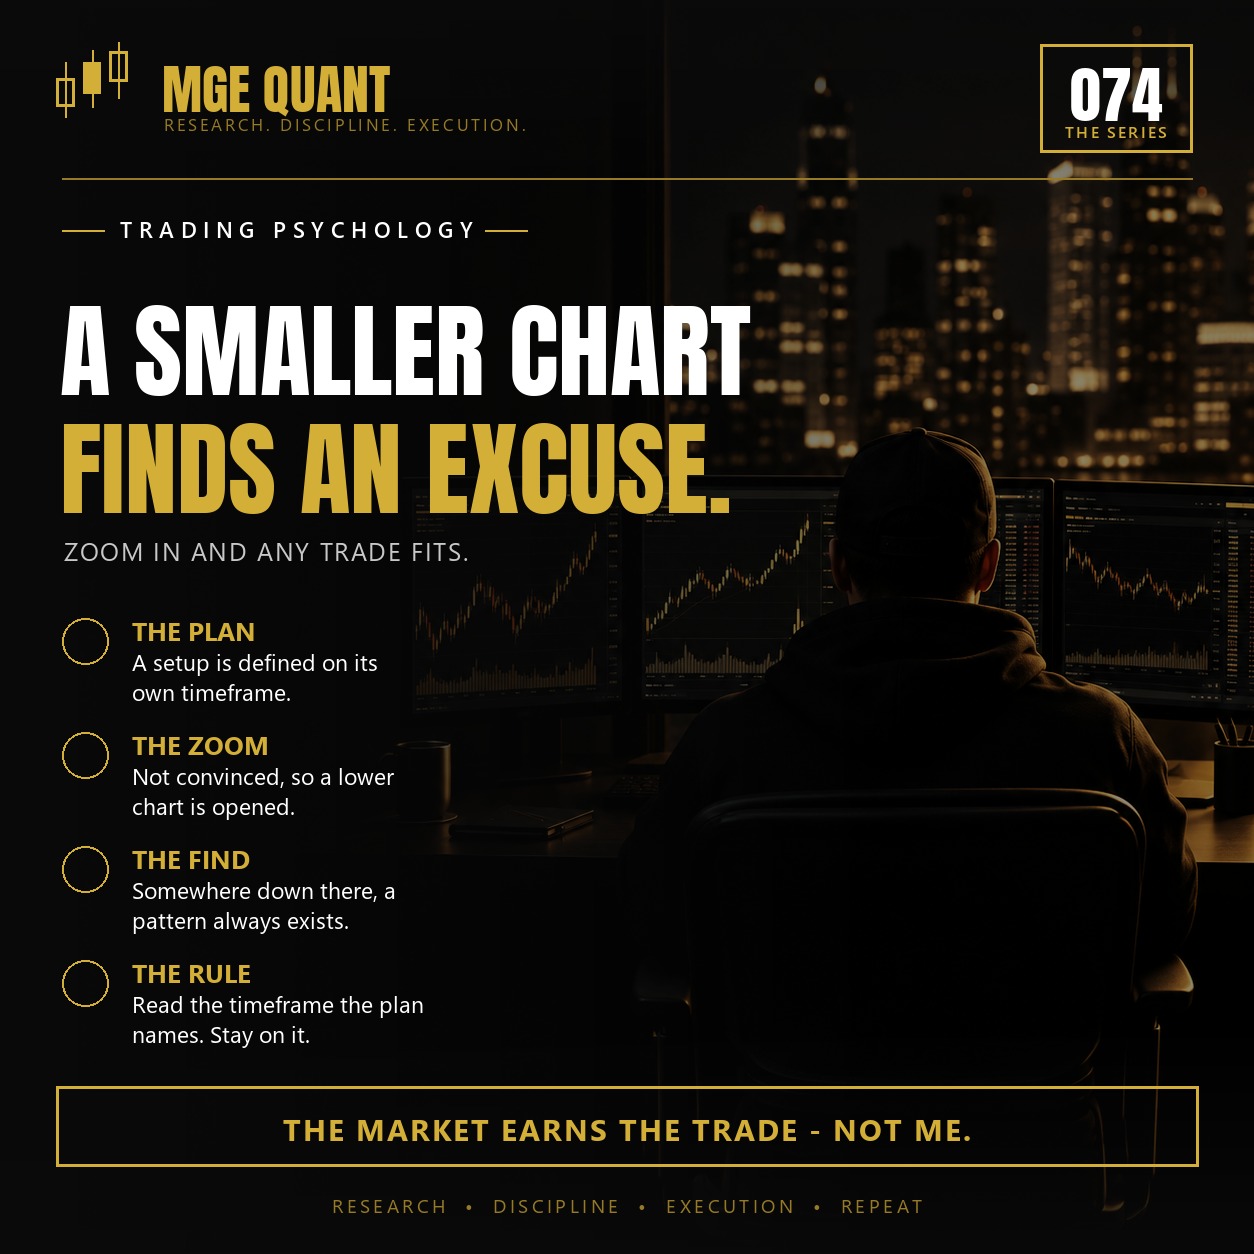 MGE QUANT
RESEARCH. DISCIPLINE. EXECUTION.
074
THE SERIES
TRADING PSYCHOLOGY
A SMALLER CHART
FINDS AN EXCUSE.
ZOOM IN AND ANY TRADE FITS.
THE PLAN
A setup is defined on its
own timeframe.
THE ZOOM
Not convinced, so a lower
chart is opened.
THE FIND
Somewhere down there, a
pattern always exists.
THE RULE
Read the timeframe the plan
names. Stay on it.
THE MARKET EARNS THE TRADE - NOT ME.
RESEARCH • DISCIPLINE • EXECUTION • REPEAT